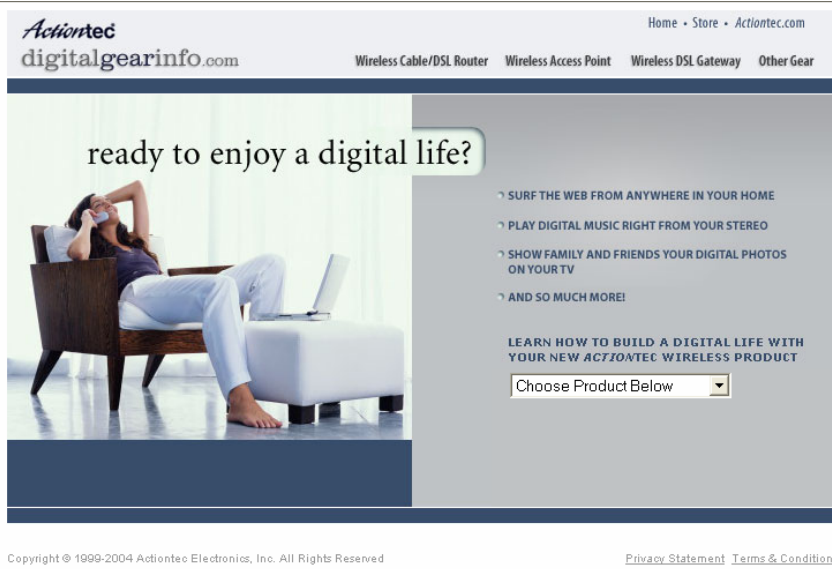 Actiontec
Home • Store • Actiontec.com
digitalgearinfo.com
Wireless Cable/DSL Router Wireless Access Point Wireless DSL Gateway Other Gear
ready to enjoy a digital life?
SURF THE WEB FROM ANYWHERE IN YOUR HOME
PLAY DIGITAL MUSIC RIGHT FROM YOUR STEREO
SHOW FAMILY AND FRIENDS YOUR DIGITAL PHOTOS
ON YOUR TV
AND SO MUCH MORE!
LEARN HOW TO BUILD A DIGITAL LIFE WITH
YOUR NEW ACTIONTEC WIRELESS PRODUCT
Choose Product Below
Copyright © 1999-2004 Actiontec Electronics, Inc. All Rights Reserved
Privacy Statement Terms & Condition